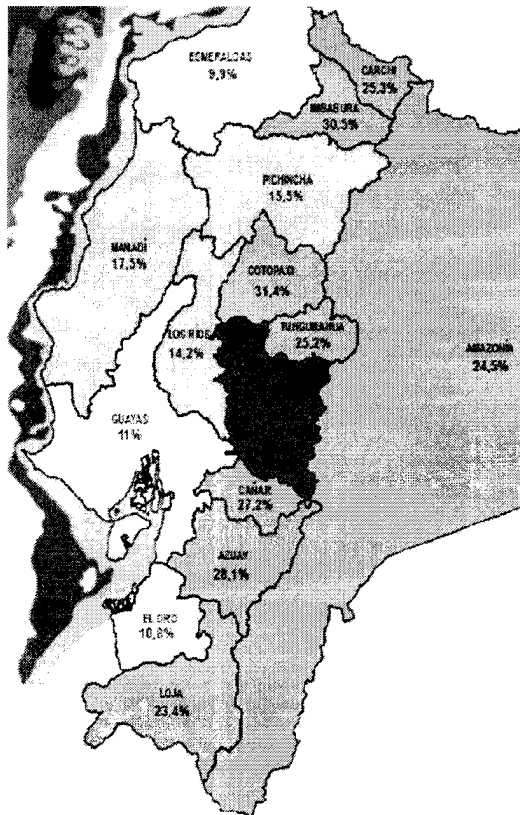 ESMERALDAS
9,9%
CARCHI
25,3%
IMBABURA
30,5%
PICHINCHA
15,5%
MANABÍ
17,5%
COTOPAXI
31,4%
TUNGURAHUA
25,2%
LOS RIOS
14,2%
AMAZONÍA
24,5%
GUAYAS
11%
CAÑAR
27,2%
AZUAY
28,1%
EL ORO
10,8%
LOJA
23,4%